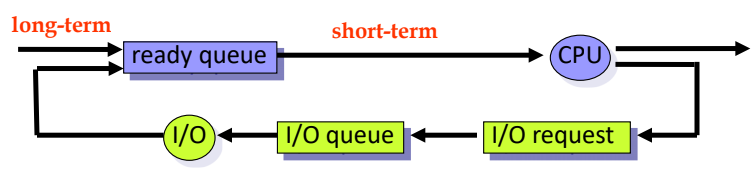 long-term
short-term
ready queue
CPU
I/O
I/O queue
I/O request